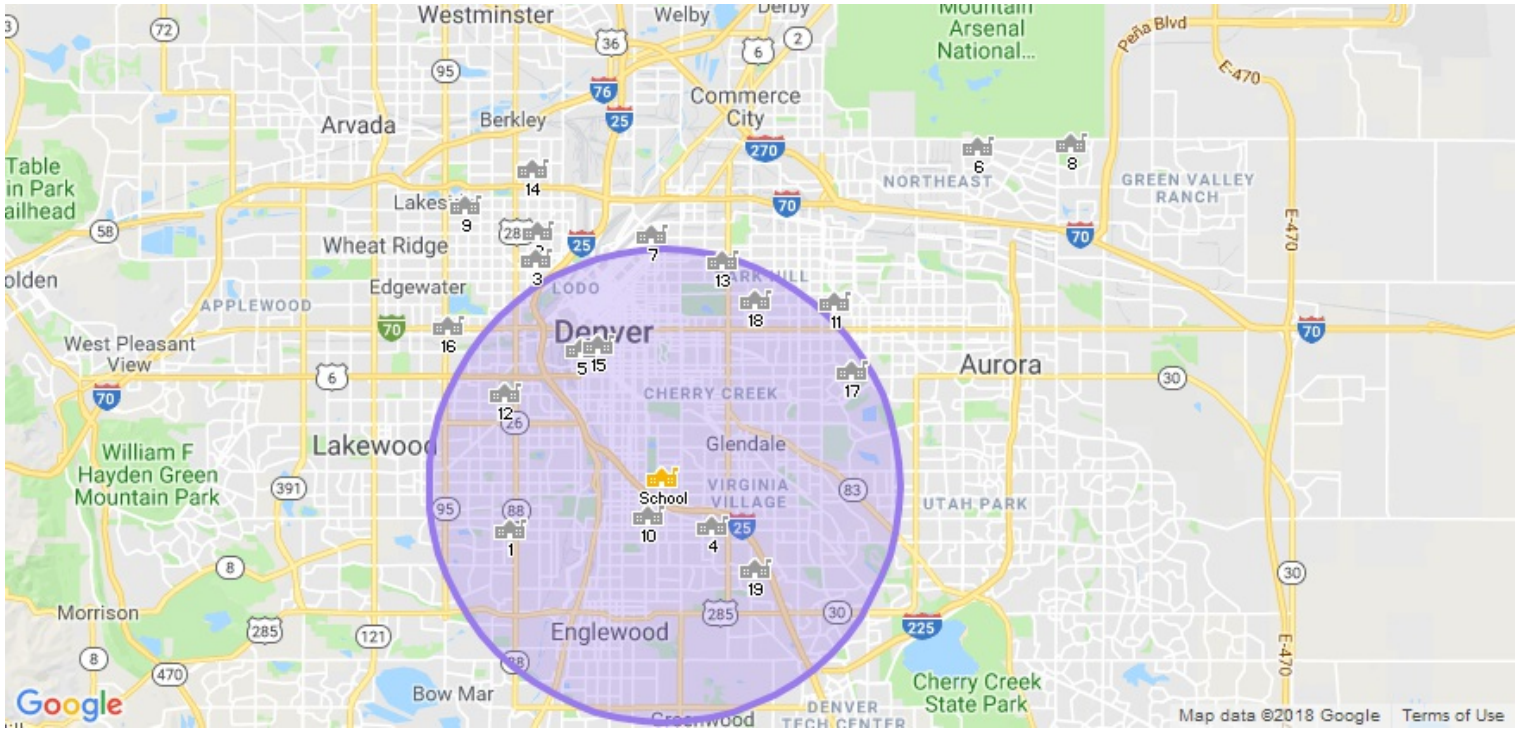 Westminster
Welby
Derby
Mountain
Arsenal
National...
Peña Blvd
E-470
3
72
36
6
2
95
76
25
Commerce
City
Arvada
Berkley
270
6
8
Table
in Park
ailhead
14
NORTHEAST
GREEN VALLEY
RANCH
9
70
58
Wheat Ridge
25
7
70
E-470
olden
3
13
Edgewater
LODO
APPLEWOOD
18
11
70
Denver
70
16
West Pleasant
View
5
15
Aurora
6
17
30
70
CHERRY CREEK
12
26
Lakewood
Glendale
William F
Hayden Green
Mountain Park
391
School
VIRGINIA
VILLAGE
83
UTAH PARK
95
88
10
4
25
1
8
19
30
Morrison
285
121
Englewood
285
30
225
E-470
8
470
88
Bow Mar
Cherry Creek
State Park
Google
Greenwood
DENVER
TECH CENTER
Map data ©2018 Google
Terms of Use